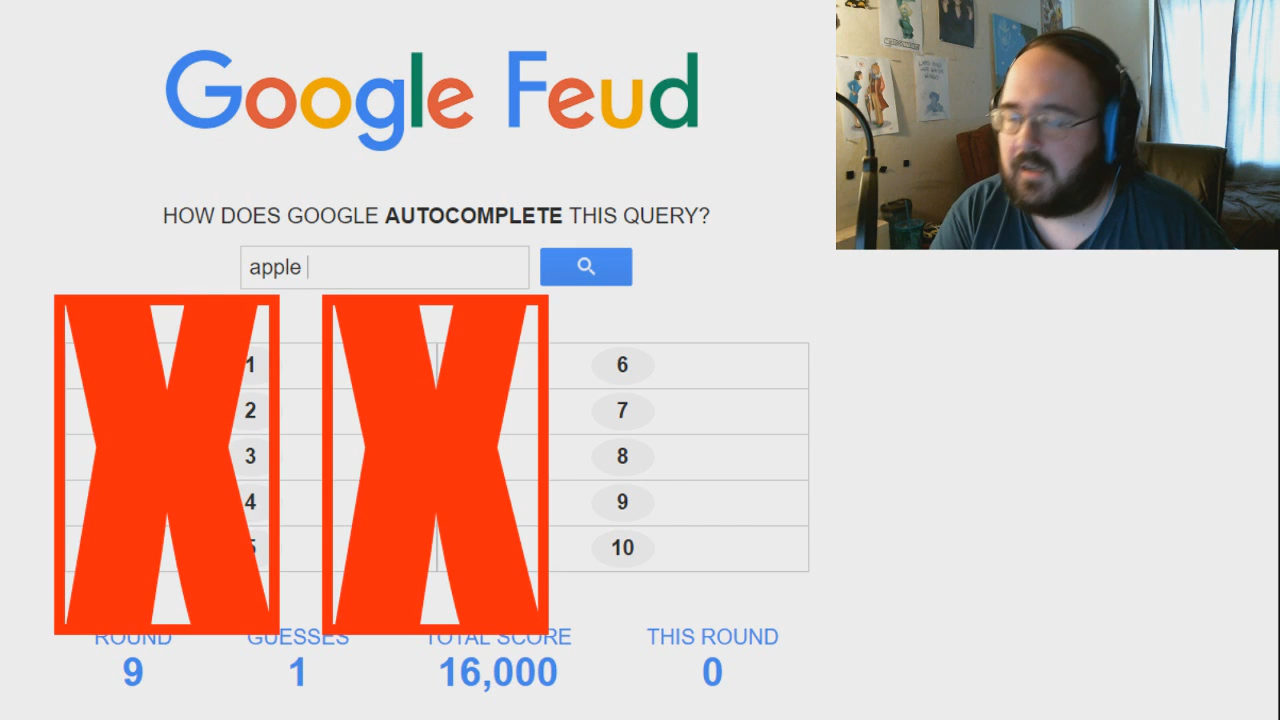 Google Feud
HOW DOES GOOGLE AUTOCOMPLETE THIS QUERY?
apple
X X
1 6
2 7
3 8
4 9
5 10
ROUND GUESSES TOTAL SCORE THIS ROUND
9 1 16,000 0